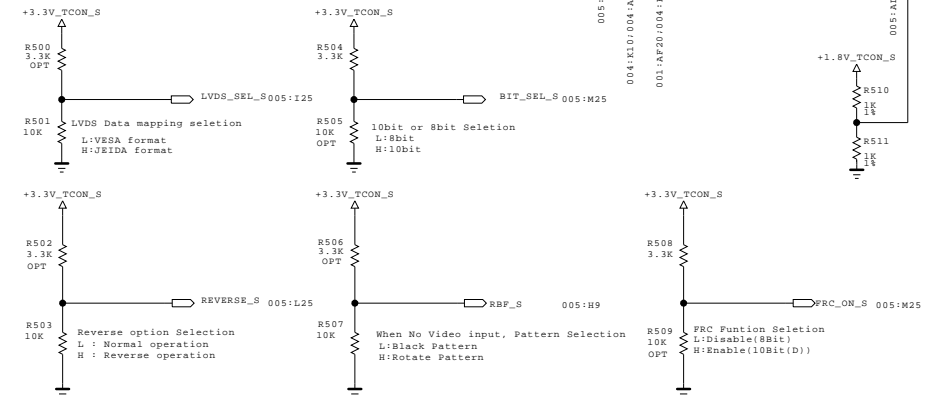 +3.3V_TCON_S
R500
3.3K
OPT
LVDS_SEL_S 005:I25
R501
10K
LVDS Data mapping seletion
L:VESA format
H:JEIDA format
+3.3V_TCON_S
R504
3.3K
BIT_SEL_S 005:M25
R505
10K
OPT
10bit or 8bit Seletion
L:8bit
H:10bit
+1.8V_TCON_S
R510
1K
1%
R511
1K
1%
+3.3V_TCON_S
R502
3.3K
OPT
REVERSE_S 005:L25
R503
10K
Reverse option Selection
L : Normal operation
H : Reverse operation
+3.3V_TCON_S
R506
3.3K
OPT
RBF_S 005:H9
R507
10K
When No Video input, Pattern Selection
L:Black Pattern
H:Rotate Pattern
+3.3V_TCON_S
R508
3.3K
FRC_ON_S 005:M25
R509
10K
OPT
FRC Funtion Seletion
L:Disable(8Bit)
H:Enable(10Bit(D))